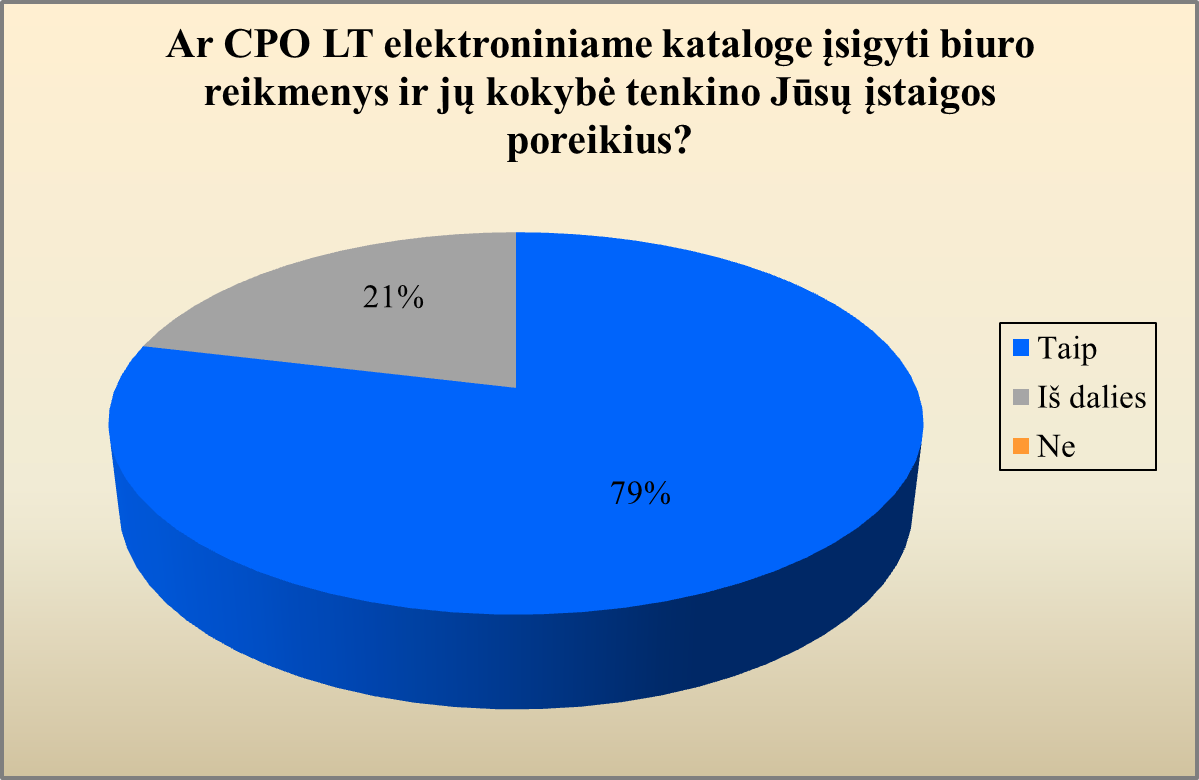 Ar CPO LT elektroniniame kataloge įsigyti biuro
reikmenys ir jų kokybė tenkino Jūsų įstaigos
poreikius?
21%
79%
Taip
Iš dalies
Ne